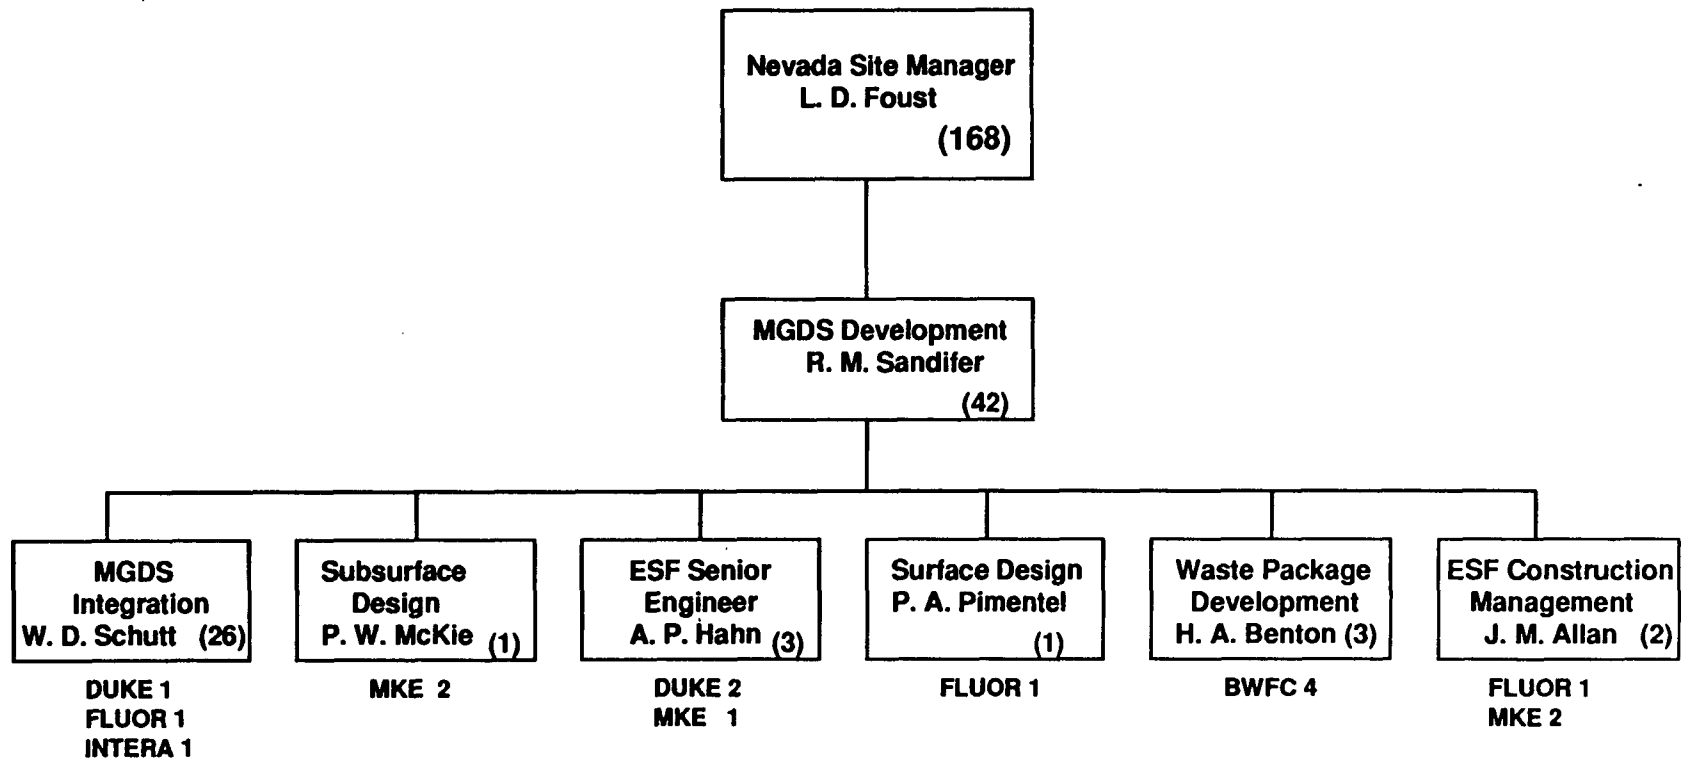 Nevada Site Manager
L. D. Foust
(168)
MGDS Development
R. M. Sandifer
(42)
MGDS
Integration
W. D. Schutt (26)
DUKE 1
FLUOR 1
INTERA 1
Subsurface
Design
P. W. McKie (1)
MKE 2
ESF Senior
Engineer
A. P. Hahn (3)
DUKE 2
MKE 1
Surface Design
P. A. Pimentel
(1)
FLUOR 1
Waste Package
Development
H. A. Benton (3)
BWFC 4
ESF Construction
Management
J. M. Allan (2)
FLUOR 1
MKE 2